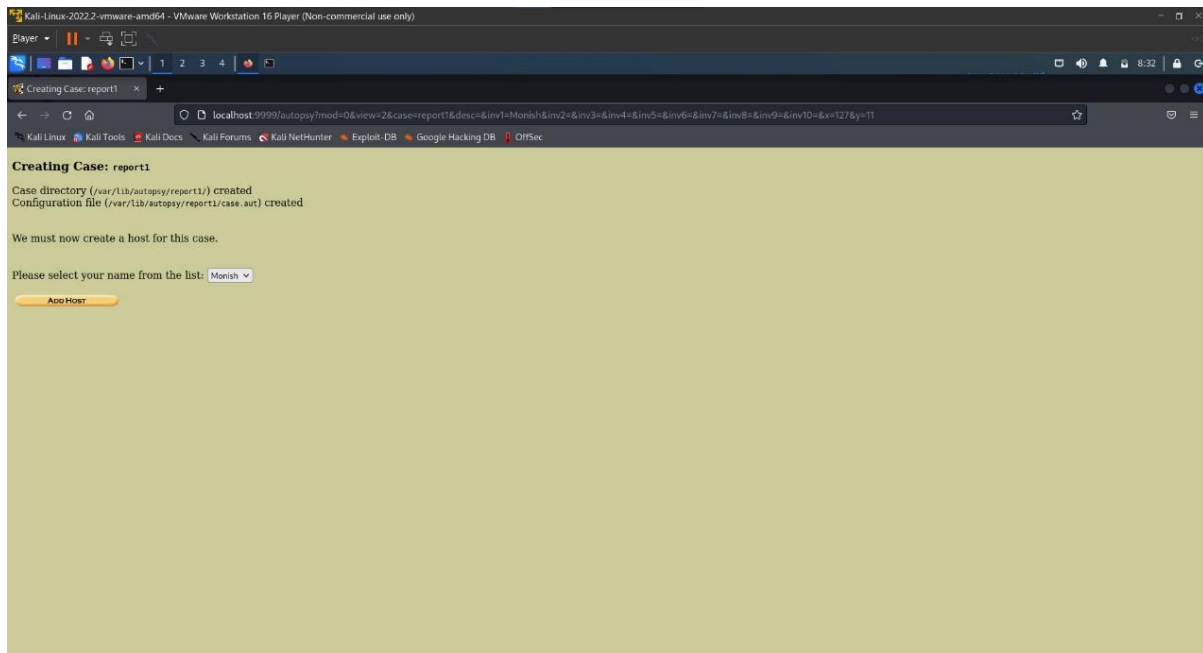 Kali-Linux-2022.2-vmware-amd64 - VMware Workstation 16 Player (Non-commercial use only)
Player
1 2 3 4 8:32
Creating Case: report1
localhost:9999/autopsy?mod=0&view=2&case=report1&desc=&inv1=Monish&inv2=&inv3=&inv4=&inv5=&inv6=&inv7=&inv8=&inv9=&inv10=&x=127&y=11
Kali Linux Kali Tools Kali Docs Kali Forums Kali NetHunter Exploit-DB Google Hacking DB OffSec
Creating Case: report1
Case directory (/var/lib/autopsy/report1/) created
Configuration file (/var/lib/autopsy/report1/case.aut) created
We must now create a host for this case.
Please select your name from the list: Monish
ADD HOST